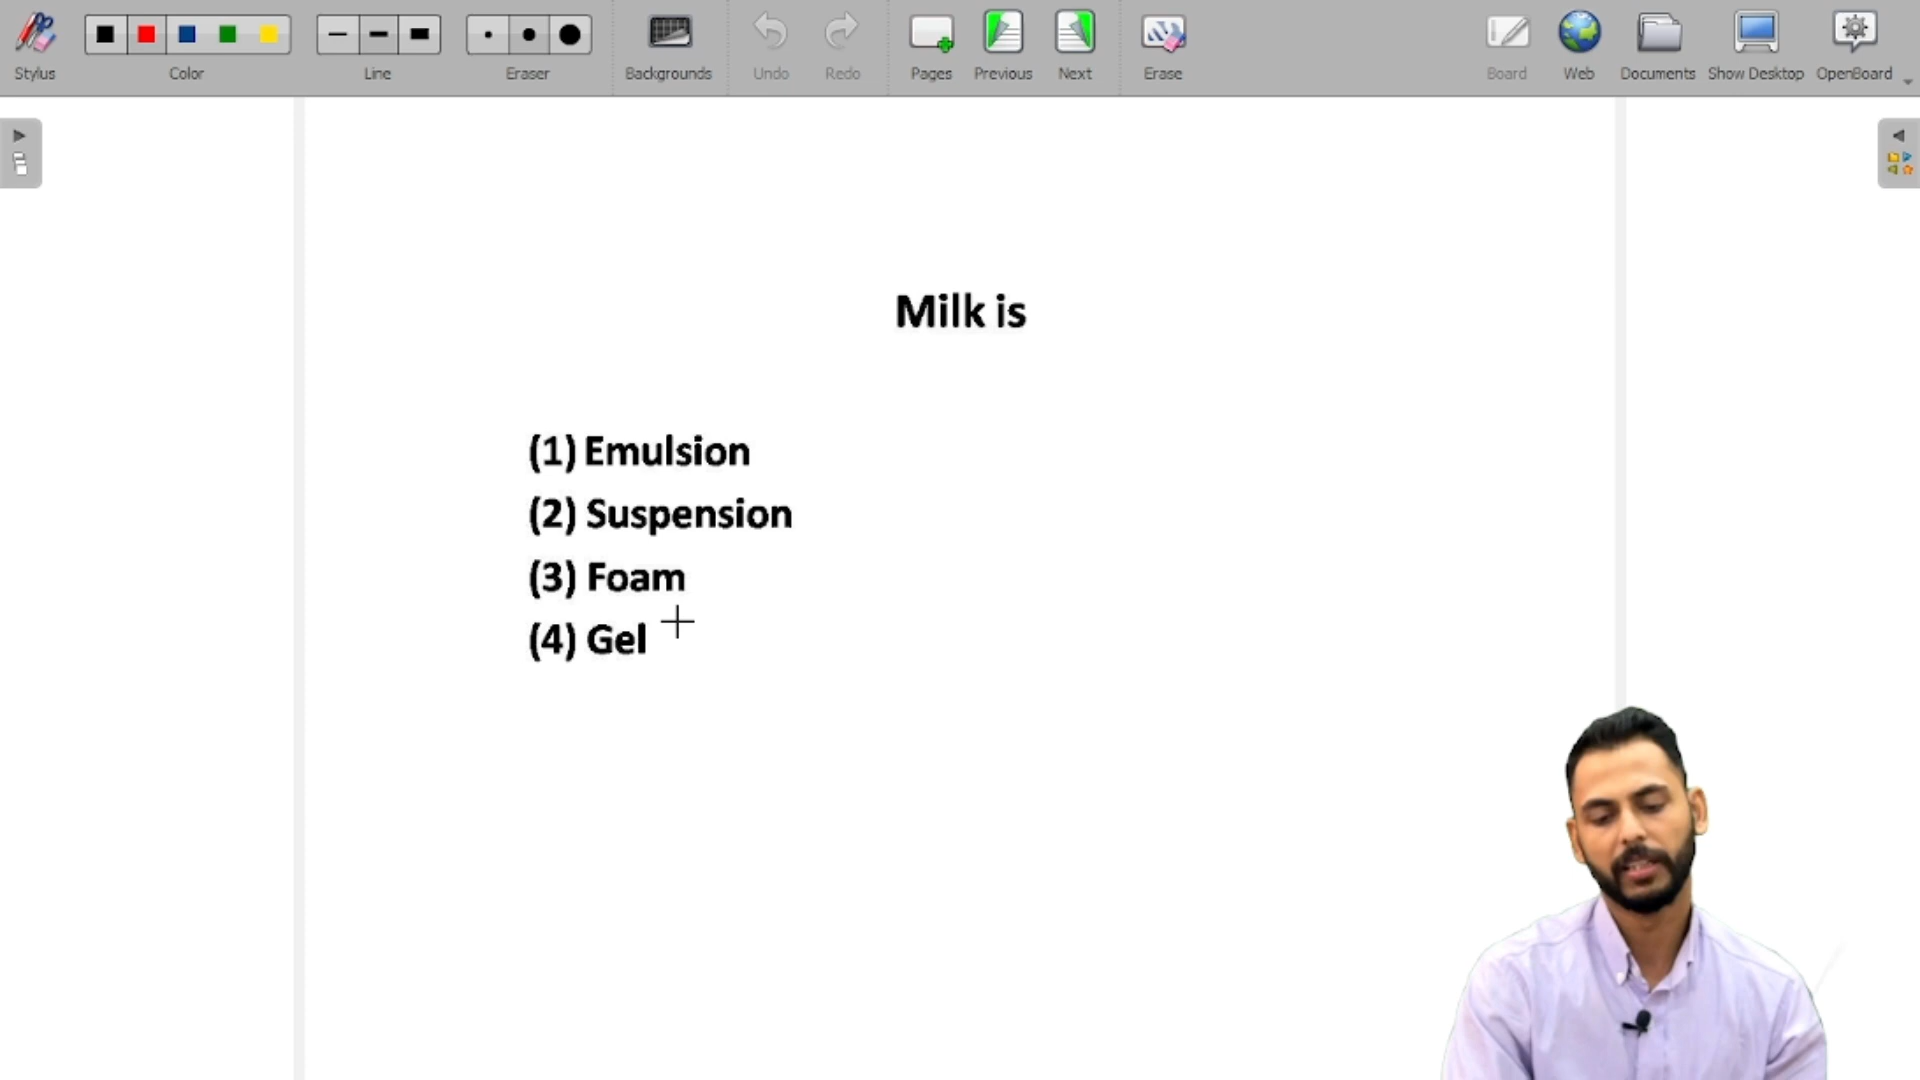 Stylus
Color
Line
Eraser
Backgrounds
Undo
Redo
Pages
Previous
Next
Erase
Board
Web
Documents
Show Desktop
OpenBoard
Milk is
(1) Emulsion
(2) Suspension
(3) Foam
(4) Gel